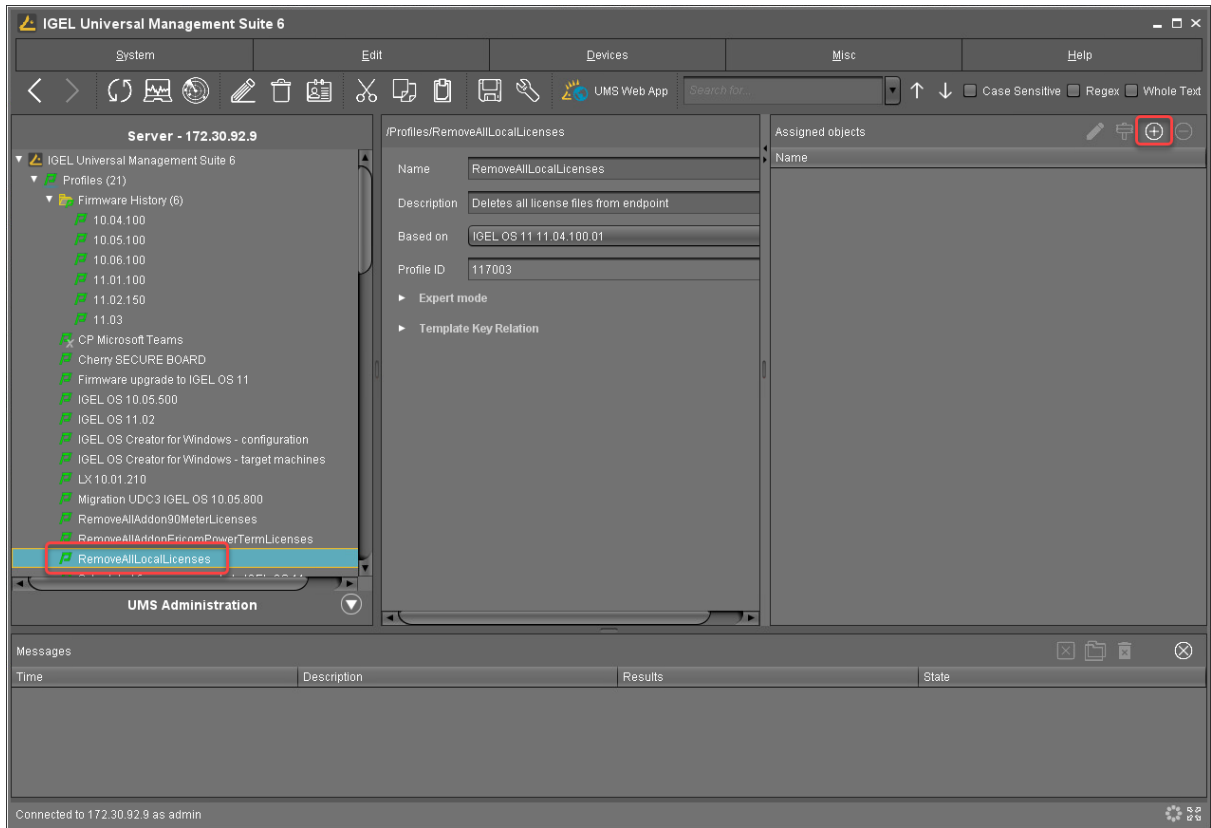 IGEL Universal Management Suite 6
System Edit Devices Misc Help
UMS Web App Search for... Case Sensitive Regex Whole Text
Server - 172.30.92.9
IGEL Universal Management Suite 6
Profiles (21)
Firmware History (6)
10.04.100
10.05.100
10.06.100
11.01.100
11.02.150
11.03
CP Microsoft Teams
Cherry SECURE BOARD
Firmware upgrade to IGEL OS 11
IGEL OS 10.05.500
IGEL OS 11.02
IGEL OS Creator for Windows - configuration
IGEL OS Creator for Windows - target machines
LX 10.01.210
Migration UDC3 IGEL OS 10.05.800
RemoveAllAddon90MeterLicenses
RemoveAllAddonEricomPowerTermLicenses
RemoveAllLocalLicenses
UMS Administration
/Profiles/RemoveAllLocalLicenses
Name RemoveAllLocalLicenses
Description Deletes all license files from endpoint
Based on IGEL OS 11 11.04.100.01
Profile ID 117003
Expert mode
Template Key Relation
Assigned objects
Name
Messages
Time Description Results State
Connected to 172.30.92.9 as admin